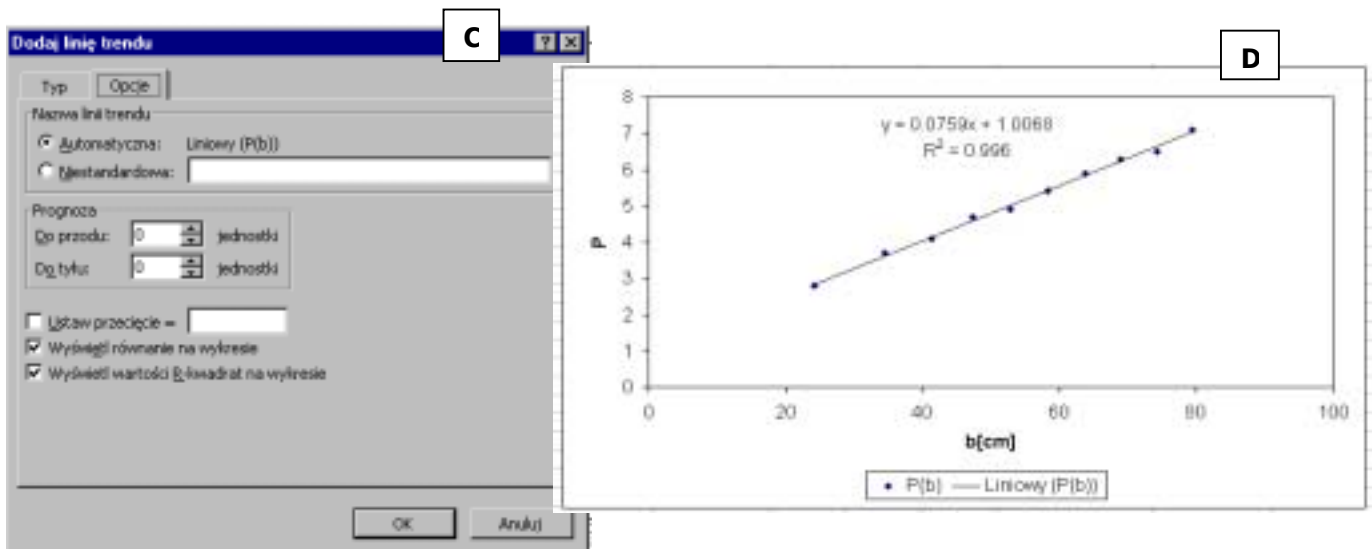 C
Dodaj linię trendu
Typ
Opcje
Nazwa linii trendu
Automatyczna: Liniowy (P(b))
Niestandardowa:
Prognoza
Do przodu: 0 jednostki
Do tyłu: 0 jednostki
Ustaw przecięcie =
Wyświetl równanie na wykresie
Wyświetl wartości R-kwadrat na wykresie
OK
Anuluj
D
y = 0.0759x + 1.0068
R² = 0.996
8
7
6
5
4
3
2
1
0
P
0 20 40 60 80 100
b[cm]
P(b) Liniowy (P(b))